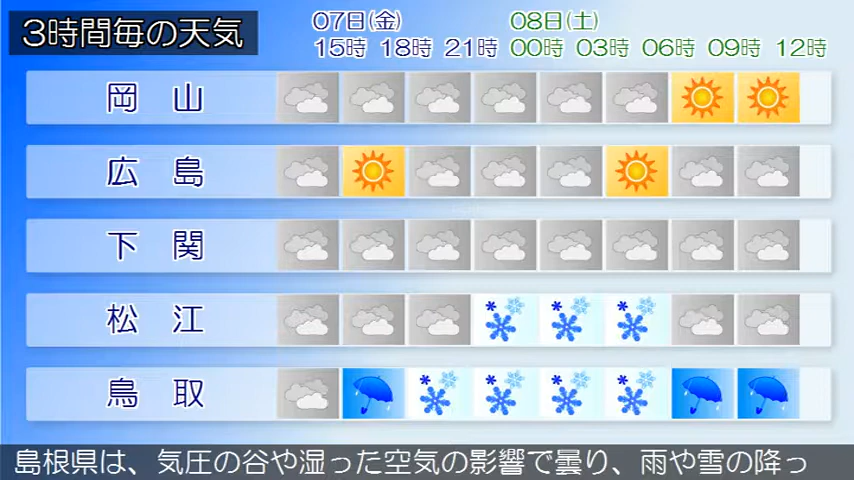 3時間毎の天気
07日(金) 08日(土)
15時 18時 21時 00時 03時 06時 09時 12時
岡 山
広 島
下 関
松 江
鳥 取
島根県は、気圧の谷や湿った空気の影響で曇り、雨や雪の降っ